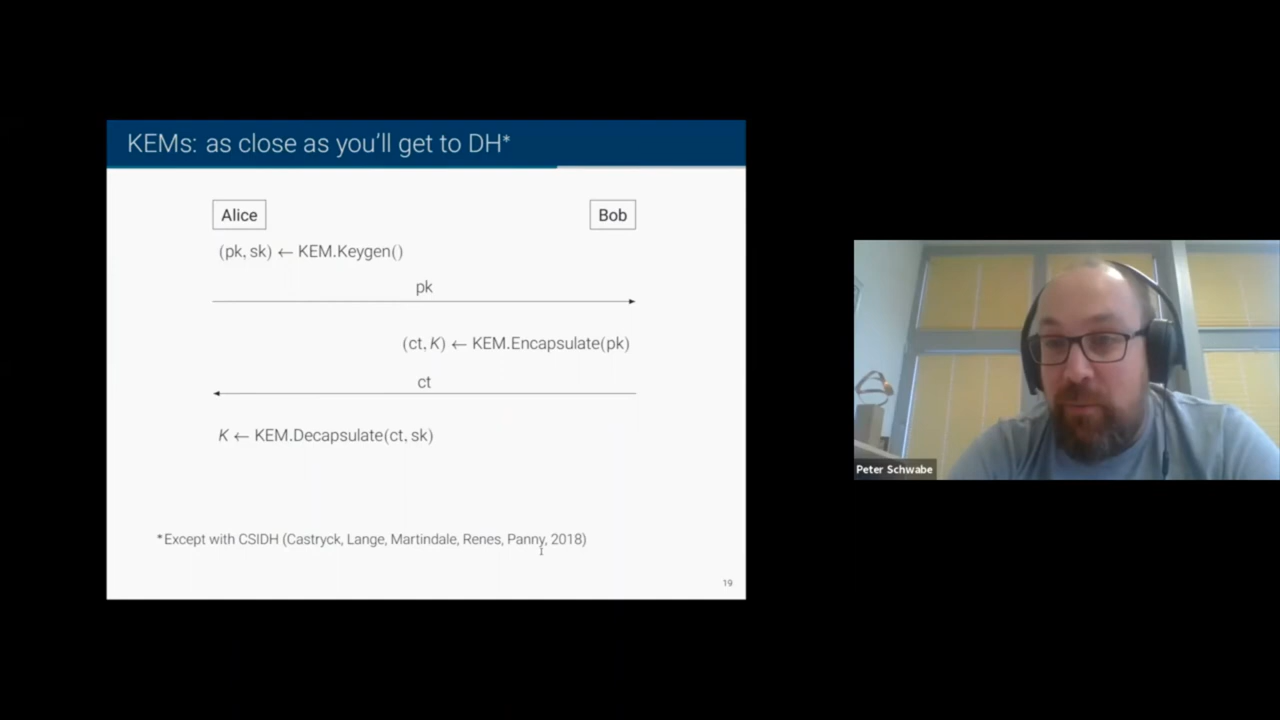 KEMs: as close as you'll get to DH*
Alice
Bob
(pk, sk) ← KEM.Keygen()
pk
(ct, K) ← KEM.Encapsulate(pk)
ct
K ← KEM.Decapsulate(ct, sk)
*Except with CSIDH (Castryck, Lange, Martindale, Renes, Panny, 2018)
19
Peter Schwabe